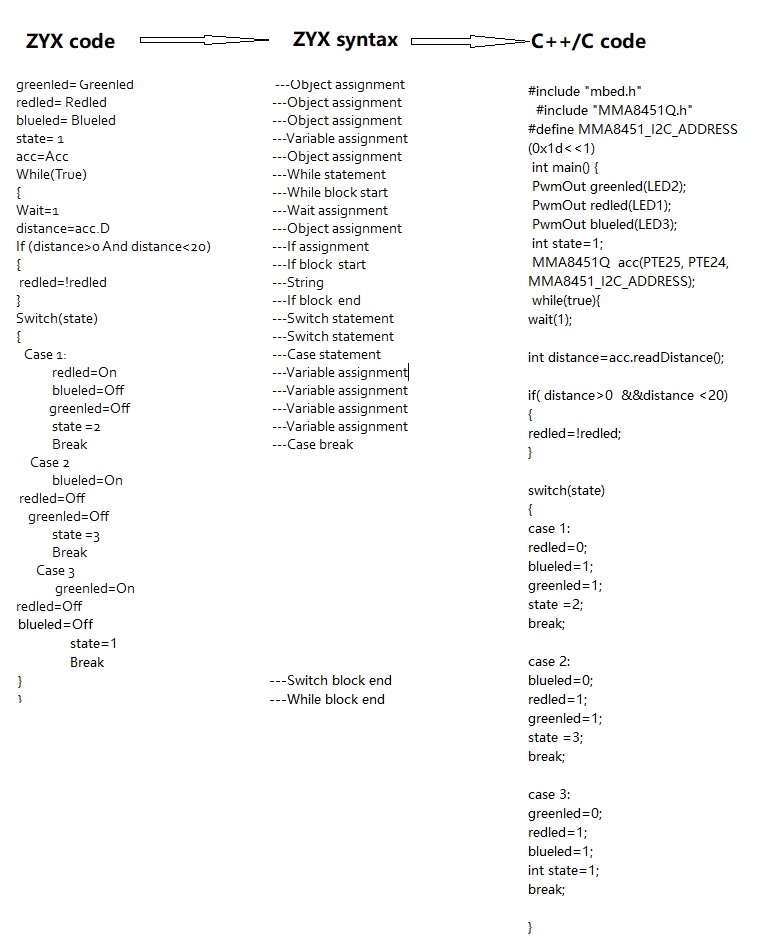 ZYX code
ZYX syntax
C++/C code
greenled= Greenled
redled= Redled
blueled= Blueled
state= 1
acc=Acc
While(True)
{
Wait=1
distance=acc.D
If (distance>0 And distance<20)
{
redled=!redled
}
Switch(state)
{
Case 1:
redled=On
blueled=Off
greenled=Off
state =2
Break
Case 2
blueled=On
redled=Off
greenled=Off
state =3
Break
Case 3
greenled=On
redled=Off
blueled=Off
state=1
Break
}
}
---Object assignment
---Object assignment
---Object assignment
---Variable assignment
---Object assignment
---While statement
---While block start
---Wait assignment
---Object assignment
---If assignment
---If block start
---String
---If block end
---Switch statement
---Switch statement
---Case statement
---Variable assignment
---Variable assignment
---Variable assignment
---Variable assignment
---Case break
---Switch block end
---While block end
#include "mbed.h"
#include "MMA8451Q.h"
#define MMA8451_I2C_ADDRESS
(0x1d<<1)
int main() {
PwmOut greenled(LED2);
PwmOut redled(LED1);
PwmOut blueled(LED3);
int state=1;
MMA8451Q acc(PTE25, PTE24,
MMA8451_I2C_ADDRESS);
while(true){
wait(1);
int distance=acc.readDistance();
if( distance>0 &&distance <20)
{
redled=!redled;
}
switch(state)
{
case 1:
redled=0;
blueled=1;
greenled=1;
state =2;
break;
case 2:
blueled=0;
redled=1;
greenled=1;
state =3;
break;
case 3:
greenled=0;
redled=1;
blueled=1;
int state=1;
break;
}